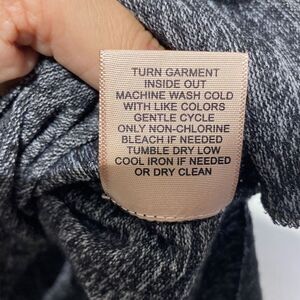 TURN GARMENT
INSIDE OUT
MACHINE WASH COLD
WITH LIKE COLORS
GENTLE CYCLE
ONLY NON-CHLORINE
BLEACH IF NEEDED
TUMBLE DRY LOW
COOL IRON IF NEEDED
OR DRY CLEAN